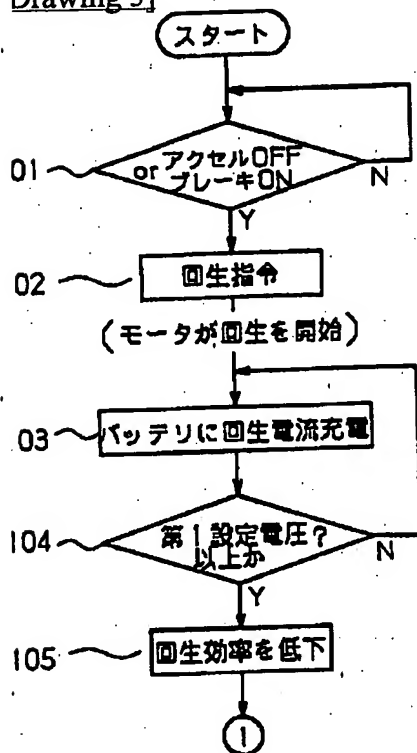 Drawing 5]
スタート
01
アクセルOFF
or ブレーキON
N
Y
02
回生指令
(モータが回生を開始)
03
バッテリに回生電流充電
104
第1設定電圧?
以上か
N
Y
105
回生効率を低下
1